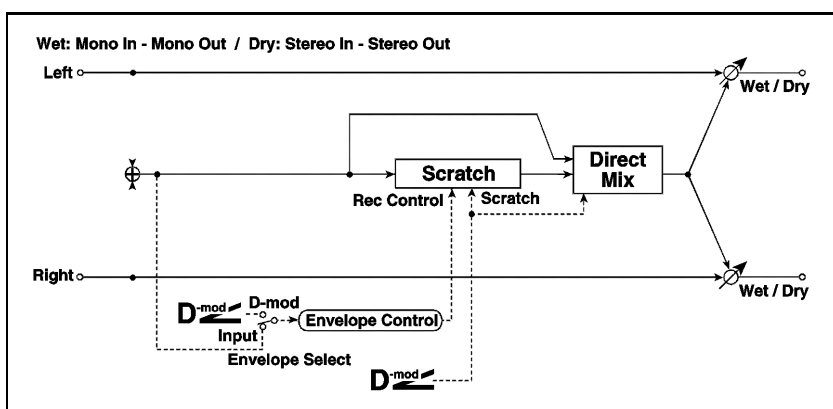 Wet: Mono In - Mono Out / Dry: Stereo In - Stereo Out
Left
Wet / Dry
Scratch
Direct
Mix
Rec Control
Scratch
Right
Wet / Dry
D-mod
D-mod
Input
Envelope Control
Envelope Select
D-mod